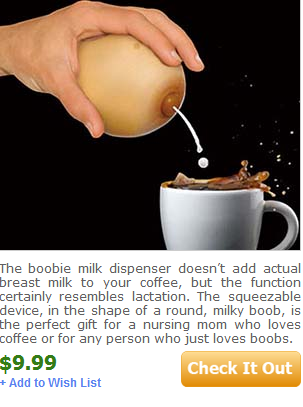 The boobie milk dispenser doesn't add actual
breast milk to your coffee, but the function
certainly resembles lactation. The squeezable
device, in the shape of a round, milky boob, is
the perfect gift for a nursing mom who loves
coffee or for any person who just loves boobs.
$9.99
Check It Out
+ Add to Wish List